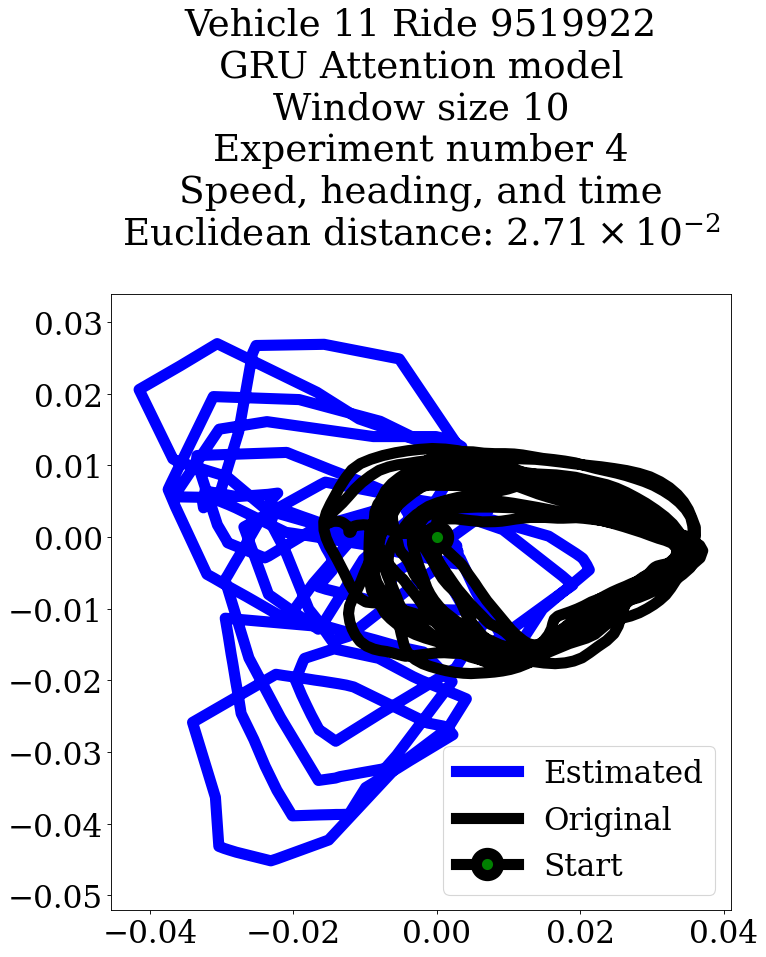 Vehicle 11 Ride 9519922
GRU Attention model
Window size 10
Experiment number 4
Speed, heading, and time
Euclidean distance: 2.71 × 10⁻²
0.03
0.02
0.01
0.00
−0.01
−0.02
−0.03
−0.04
−0.05
Estimated
Original
Start
−0.04 −0.02 0.00 0.02 0.04